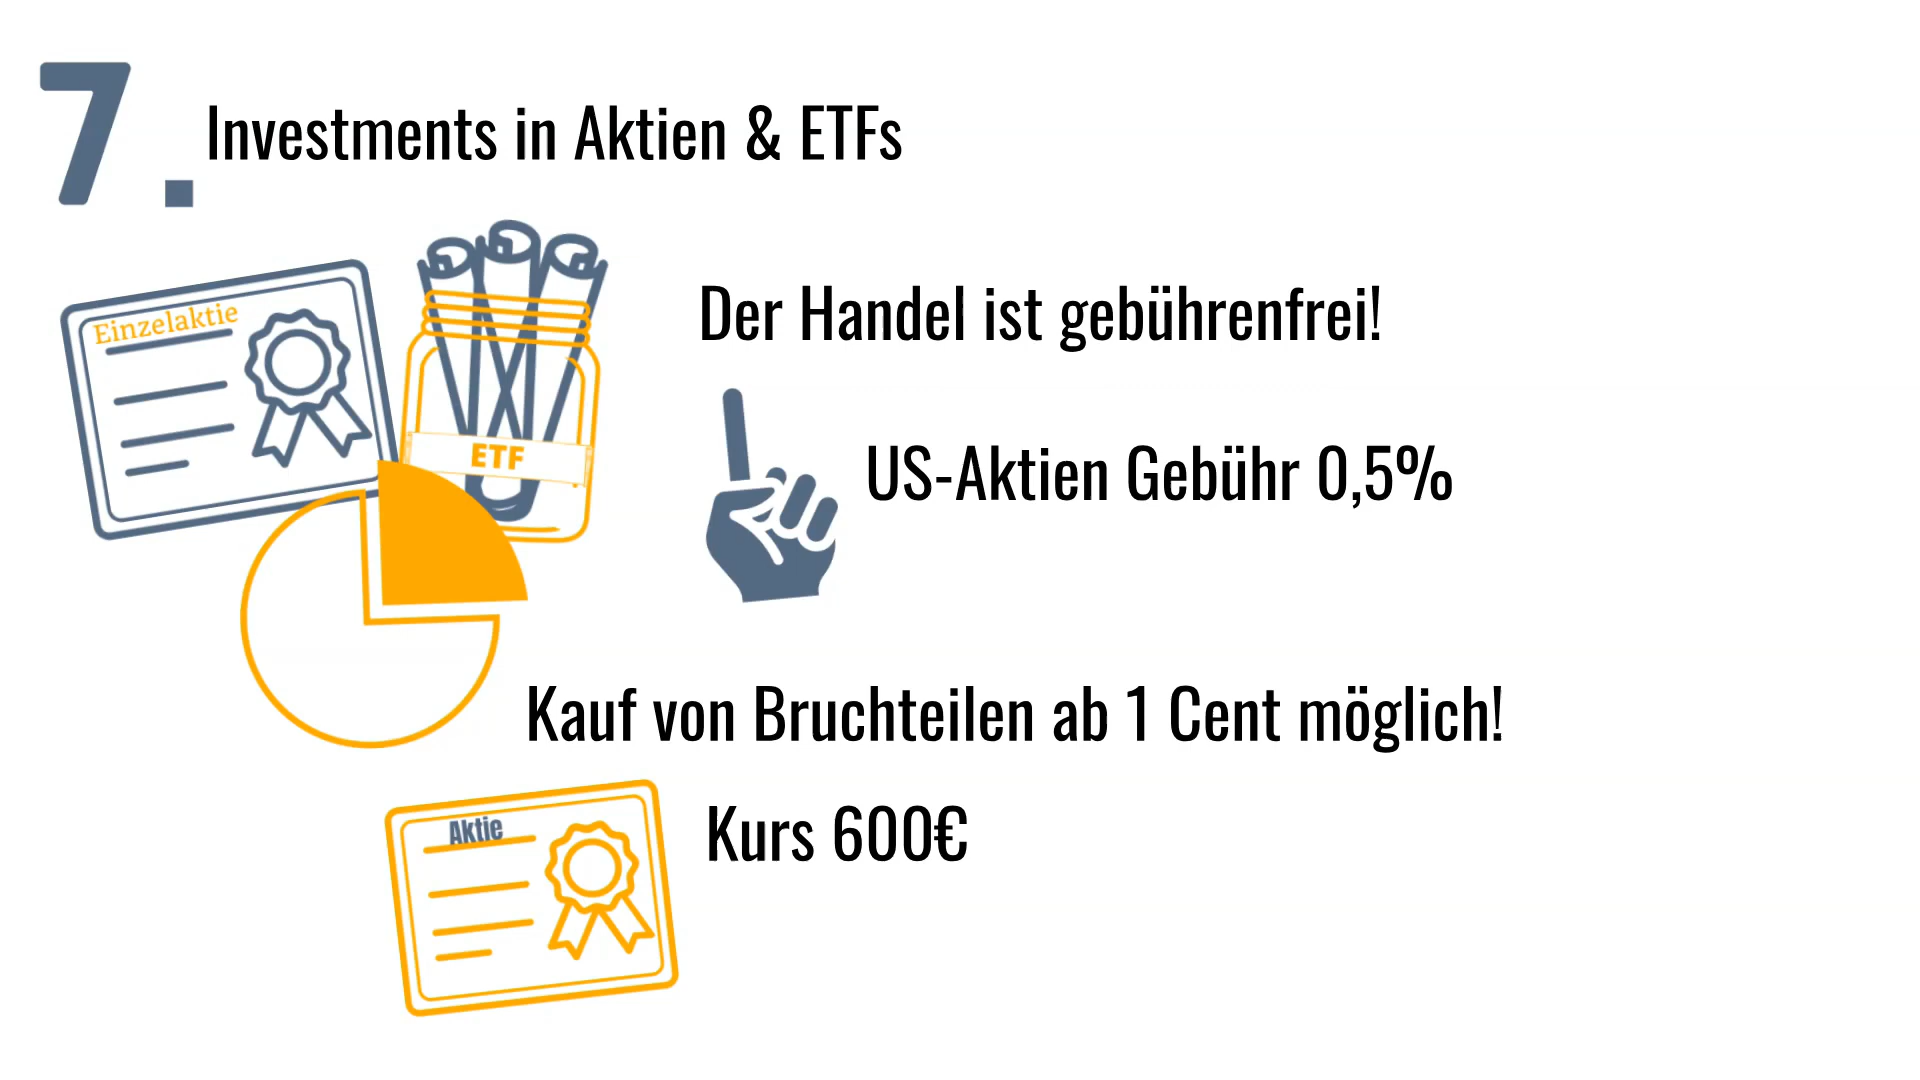 7.
Investments in Aktien & ETFs
Einzelaktie
ETF
Der Handel ist gebührenfrei!
US-Aktien Gebühr 0,5%
Kauf von Bruchteilen ab 1 Cent möglich!
Aktie
Kurs 600€